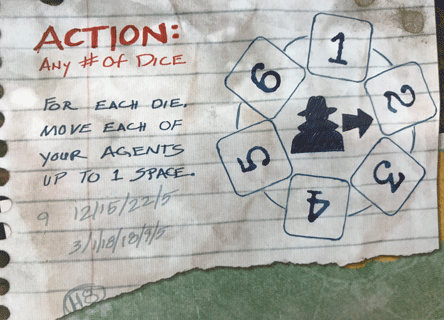 ACTION:
ANY # OF DICE
FOR EACH DIE,
MOVE EACH OF
YOUR AGENTS
UP TO 1 SPACE.
9 12/15/22/5
3/1/18/18/9/5
H8
1
2
3
4
5
6